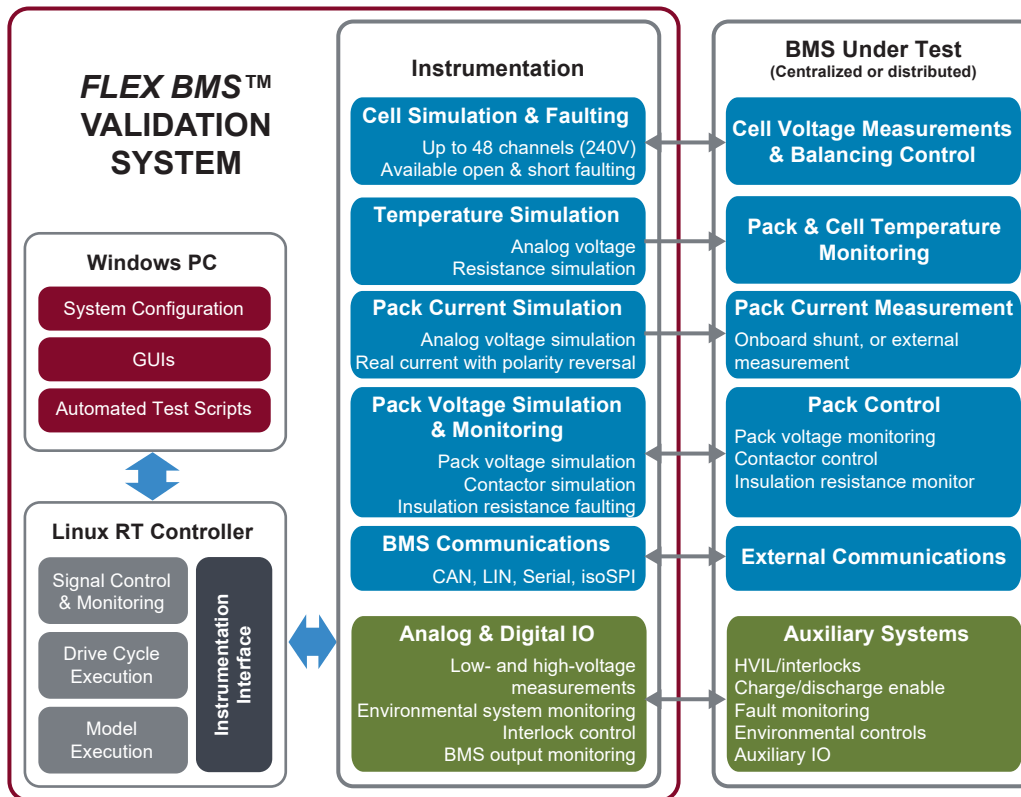 FLEX BMS™
VALIDATION
SYSTEM
Windows PC
System Configuration
GUIs
Automated Test Scripts
Linux RT Controller
Signal Control
& Monitoring
Drive Cycle
Execution
Model
Execution
Instrumentation
Interface
Instrumentation
Cell Simulation & Faulting
Up to 48 channels (240V)
Available open & short faulting
Temperature Simulation
Analog voltage
Resistance simulation
Pack Current Simulation
Analog voltage simulation
Real current with polarity reversal
Pack Voltage Simulation
& Monitoring
Pack voltage simulation
Contactor simulation
Insulation resistance faulting
BMS Communications
CAN, LIN, Serial, isoSPI
Analog & Digital IO
Low- and high-voltage
measurements
Environmental system monitoring
Interlock control
BMS output monitoring
BMS Under Test
(Centralized or distributed)
Cell Voltage Measurements
& Balancing Control
Pack & Cell Temperature
Monitoring
Pack Current Measurement
Onboard shunt, or external
measurement
Pack Control
Pack voltage monitoring
Contactor control
Insulation resistance monitor
External Communications
Auxiliary Systems
HVIL/interlocks
Charge/discharge enable
Fault monitoring
Environmental controls
Auxiliary IO